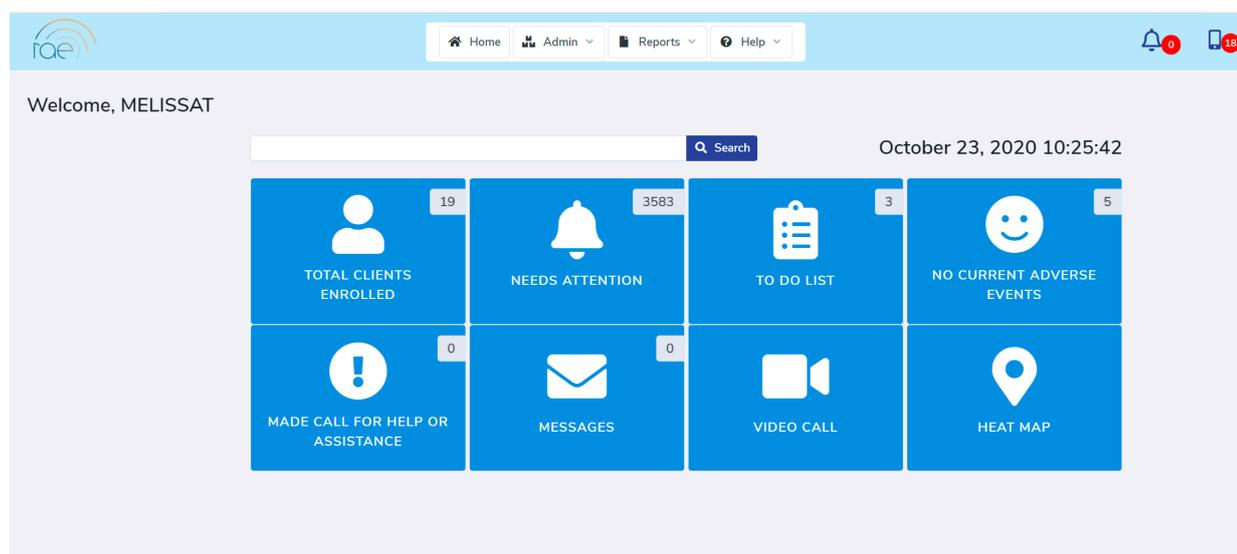 rae
Home Admin Reports Help
0 18
Welcome, MELISSAT
Search
October 23, 2020 10:25:42
19
TOTAL CLIENTS
ENROLLED
3583
NEEDS ATTENTION
3
TO DO LIST
5
NO CURRENT ADVERSE
EVENTS
0
MADE CALL FOR HELP OR
ASSISTANCE
0
MESSAGES
VIDEO CALL
HEAT MAP